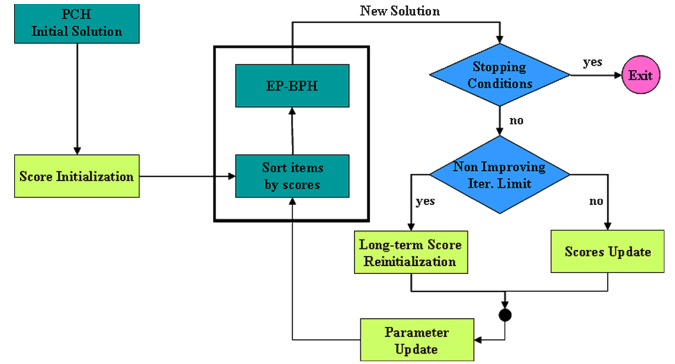 PCH
Initial Solution
New Solution
EP-BPH
Stopping
Conditions
yes
Exit
no
Score Initialization
Sort items
by scores
Non Improving
Iter. Limit
yes
no
Long-term Score
Reinitialization
Scores Update
Parameter
Update